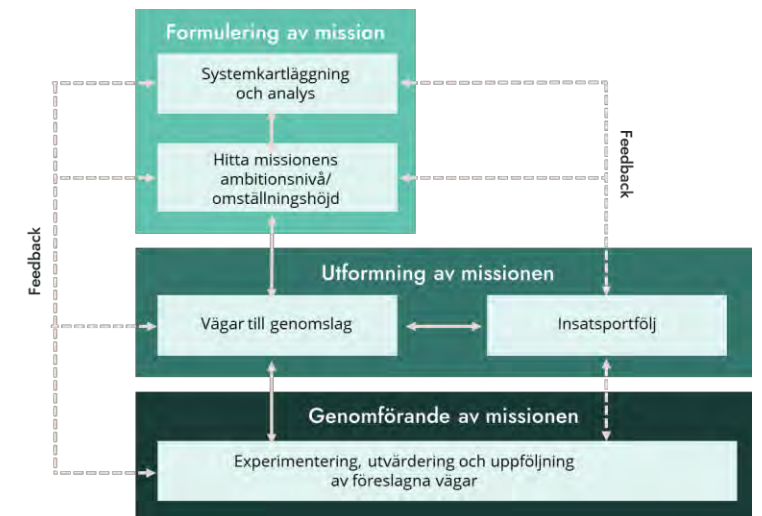 Formulering av mission
Systemkartläggning
och analys
Hitta missionens
ambitionsnivå/
omställningshöjd
Feedback
Feedback
Utformning av missionen
Vägar till genomslag
Insatsportfölj
Genomförande av missionen
Experimentering, utvärdering och uppföljning
av föreslagna vägar